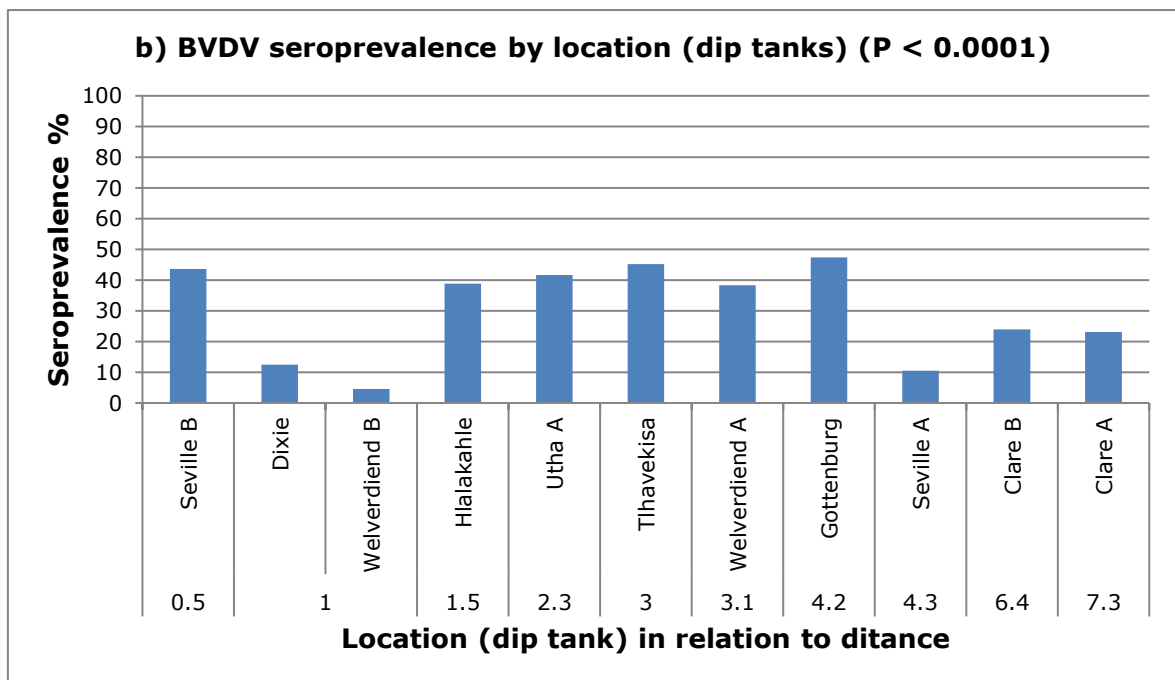 b) BVDV seroprevalence by location (dip tanks) (P < 0.0001)
Seroprevalence %
100
90
80
70
60
50
40
30
20
10
0
Seville B
Dixie
Welverdiend B
Hlalakahle
Utha A
Tlhavekisa
Welverdiend A
Gottenburg
Seville A
Clare B
Clare A
0.5 1 1.5 2.3 3 3.1 4.2 4.3 6.4 7.3
Location (dip tank) in relation to ditance